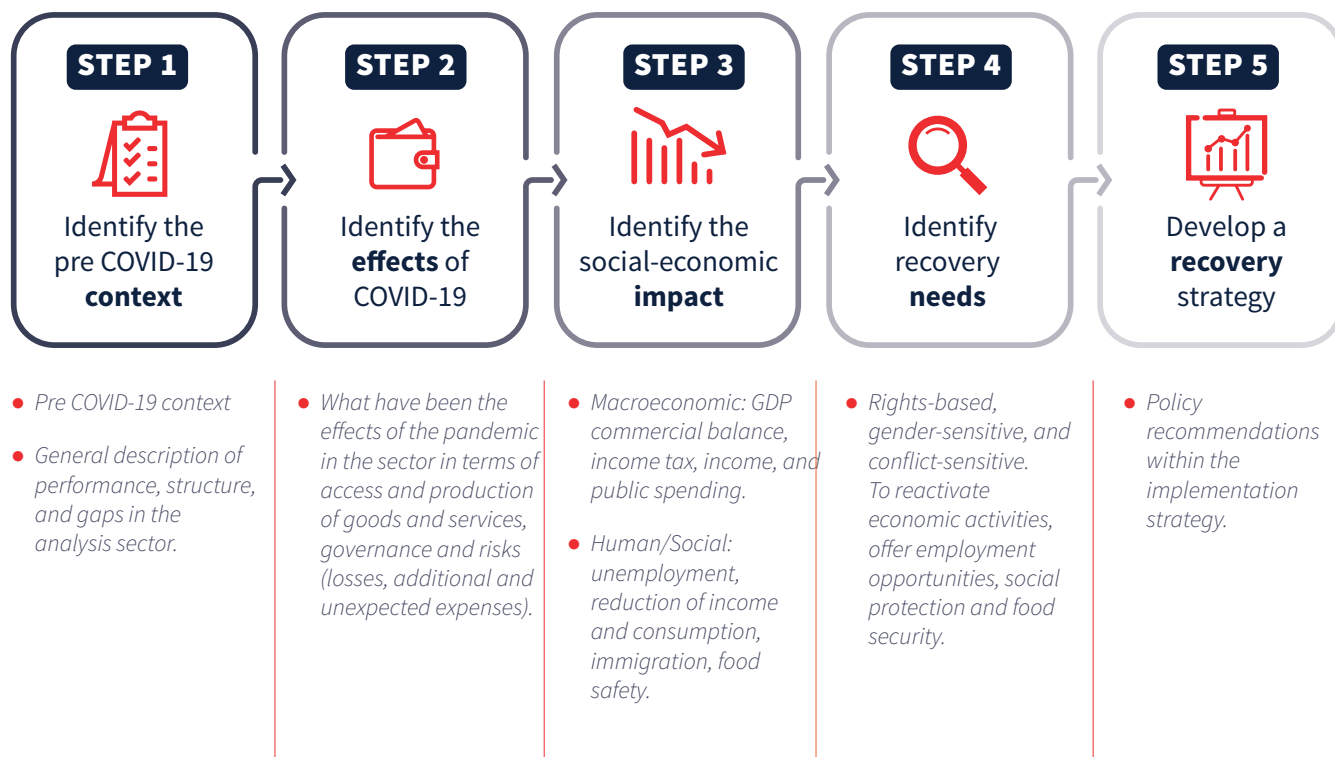 STEP 1
Identify the
pre COVID-19
context
STEP 2
Identify the
effects of
COVID-19
STEP 3
Identify the
social-economic
impact
STEP 4
Identify
recovery
needs
STEP 5
Develop a
recovery
strategy
Pre COVID-19 context
General description of
performance, structure,
and gaps in the
analysis sector.
What have been the
effects of the pandemic
in the sector in terms of
access and production
of goods and services,
governance and risks
(losses, additional and
unexpected expenses).
Macroeconomic: GDP
commercial balance,
income tax, income, and
public spending.
Human/Social:
unemployment,
reduction of income
and consumption,
immigration, food
safety.
Rights-based,
gender-sensitive, and
conflict-sensitive.
To reactivate
economic activities,
offer employment
opportunities, social
protection and food
security.
Policy
recommendations
within the
implementation
strategy.